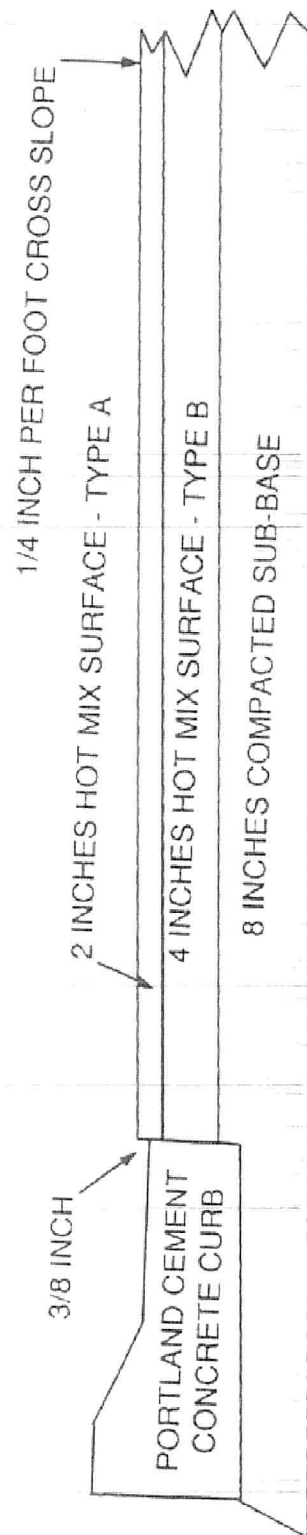 1/4 INCH PER FOOT CROSS SLOPE
3/8 INCH
2 INCHES HOT MIX SURFACE - TYPE A
4 INCHES HOT MIX SURFACE - TYPE B
PORTLAND CEMENT
CONCRETE CURB
8 INCHES COMPACTED SUB-BASE